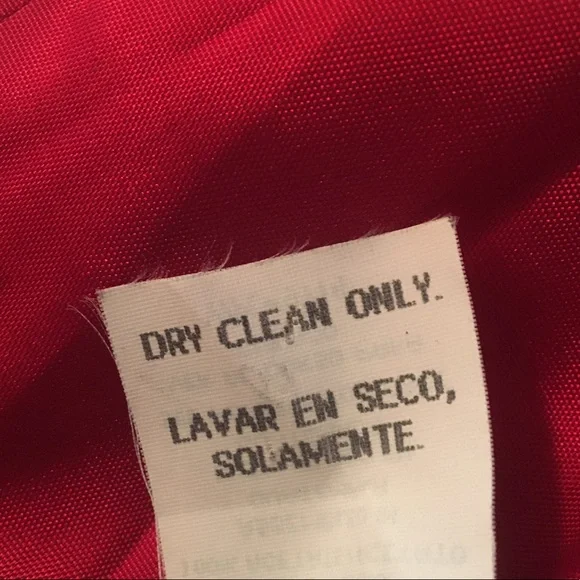 DRY CLEAN ONLY.
LAVAR EN SECO,
SOLAMENTE.